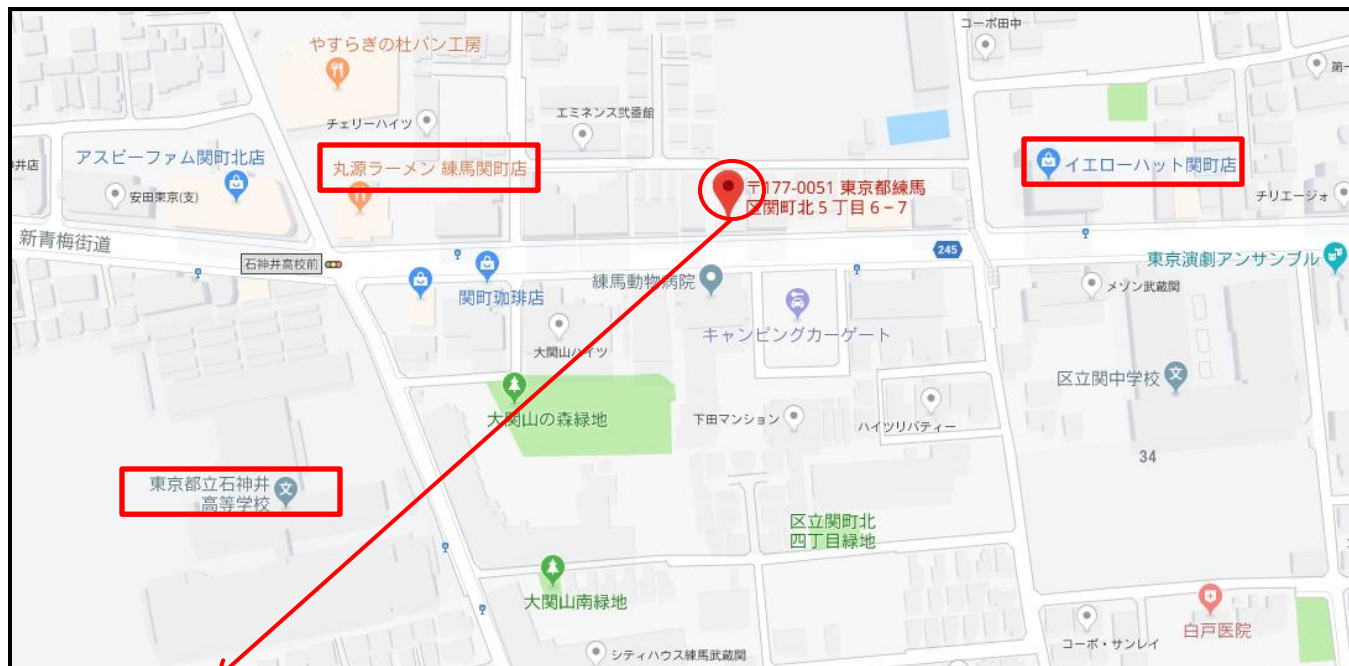 コーポ田中
やすらぎの杜パン工房
第一
エミネンス弐番館
チェリーハイツ
井店
アスビーファム関町北店
丸源ラーメン 練馬関町店
イエローハット関町店
安田東京(支)
〒177-0051 東京都練馬
区関町北5丁目6−7
チリエージォ
新青梅街道
石神井高校前
245
東京演劇アンサンブル
関町珈琲店
練馬動物病院
メゾン武蔵関
キャンピングカーゲート
大関山ハイツ
区立関中学校
大関山の森緑地
下田マンション
ハイツリバティー
34
東京都立石神井
高等学校
区立関町北
四丁目緑地
大関山南緑地
白戸医院
コーポ・サンレイ
シティハウス練馬武蔵関